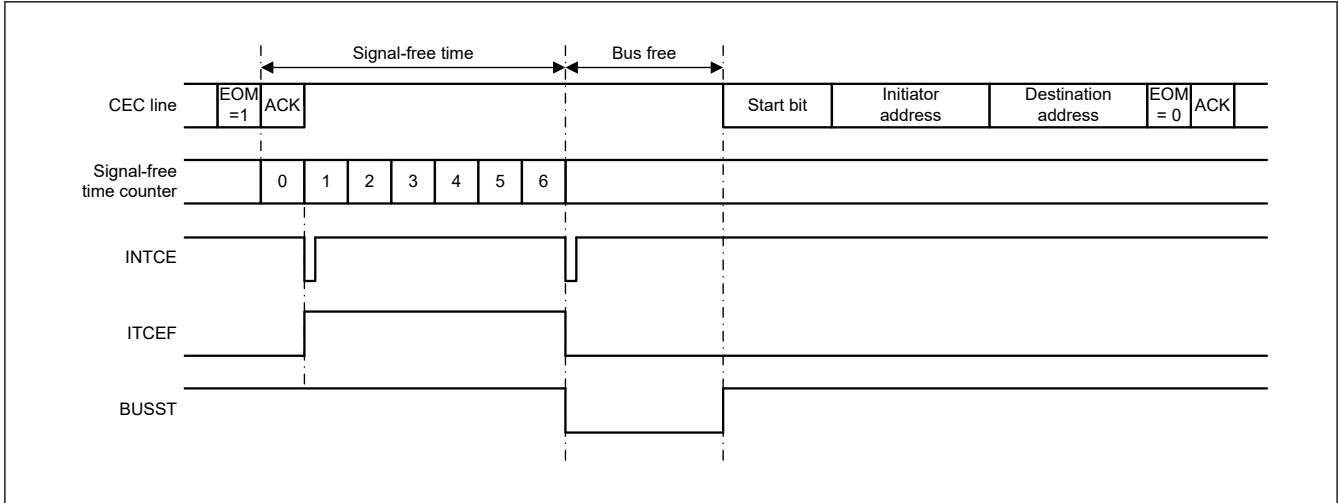 Signal-free time
Bus free
CEC line
EOM
=1
ACK
Start bit
Initiator
address
Destination
address
EOM
= 0
ACK
Signal-free
time counter
0
1
2
3
4
5
6
INTCE
ITCEF
BUSST